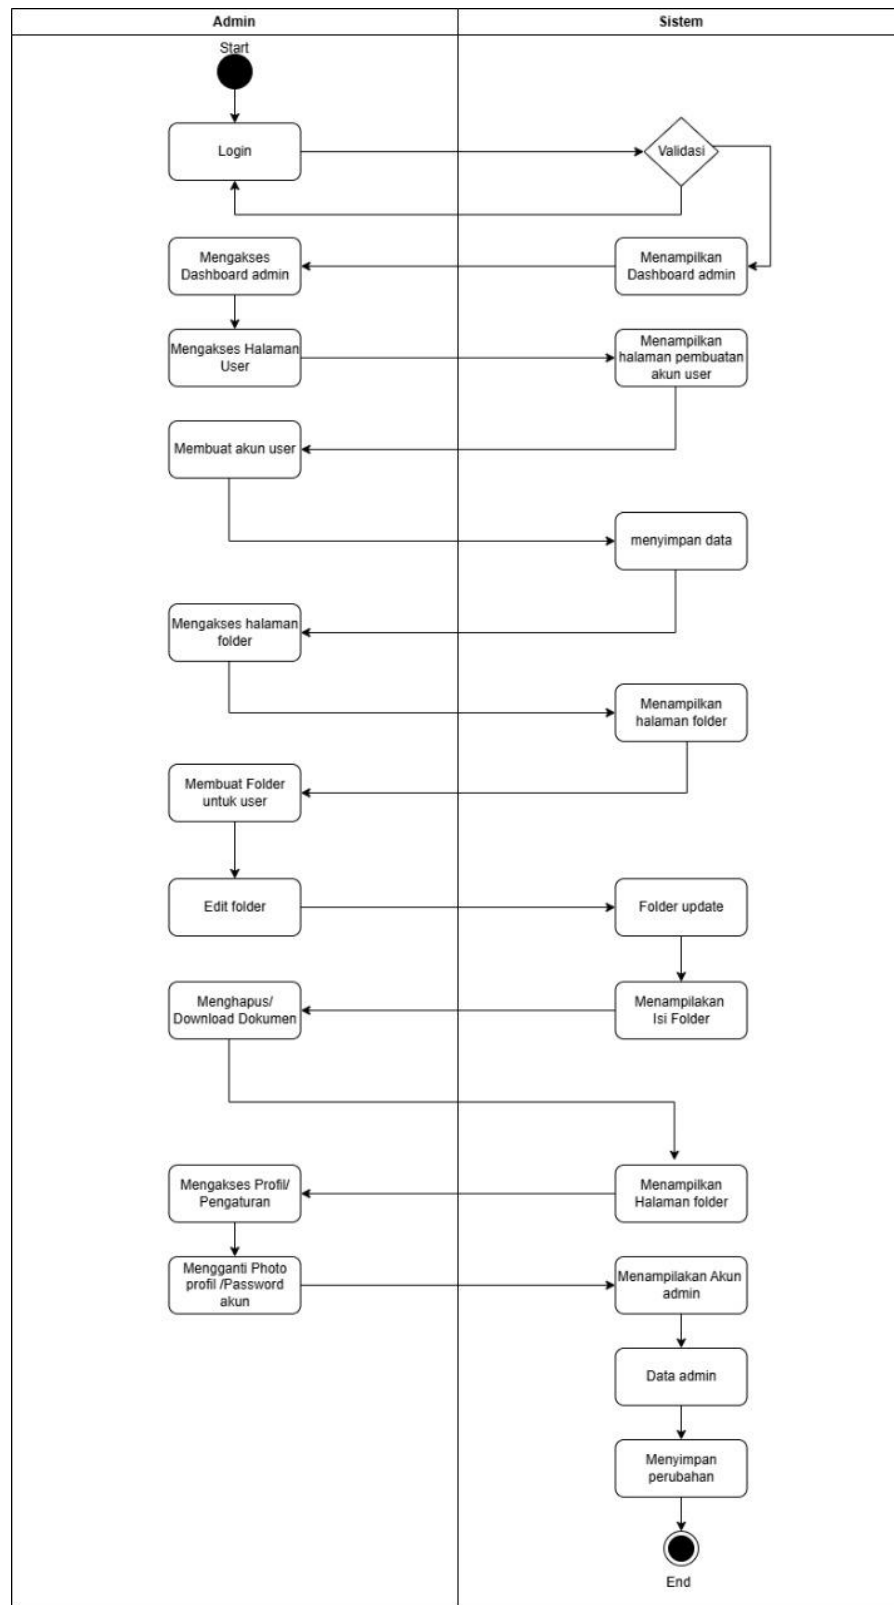 Admin
Sistem
Start
Login
Validasi
Mengakses
Dashboard admin
Menampilkan
Dashboard admin
Mengakses Halaman
User
Menampilkan
halaman pembuatan
akun user
Membuat akun user
menyimpan data
Mengakses halaman
folder
Menampilkan
halaman folder
Membuat Folder
untuk user
Edit folder
Folder update
Menghapus/
Download Dokumen
Menampilakan
Isi Folder
Mengakses Profil/
Pengaturan
Menampilkan
Halaman folder
Mengganti Photo
profil /Password
akun
Menampilakan Akun
admin
Data admin
Menyimpan
perubahan
End